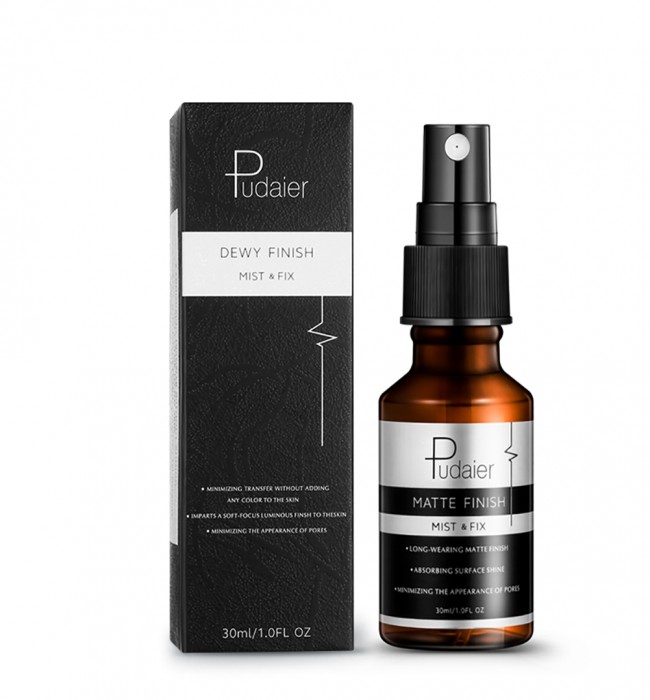 Pudaier
DEWY FINISH
MIST & FIX
• MINIMIZING TRANSFER WITHOUT ADDING
ANY COLOR TO THE SKIN
• IMPARTS A SOFT-FOCUS LUMINOUS FINSH TO THESKIN
• MINIMIZING THE APPEARANCE OF PORES
30ml/1.0FL OZ
Pudaier
MATTE FINISH
MIST & FIX
• LONG-WEARING MATTE FINISH
• ABSORBING SURFACE SHINE
• MINIMIZING THE APPEARANCE OF PORES
30ml/1.0FL OZ